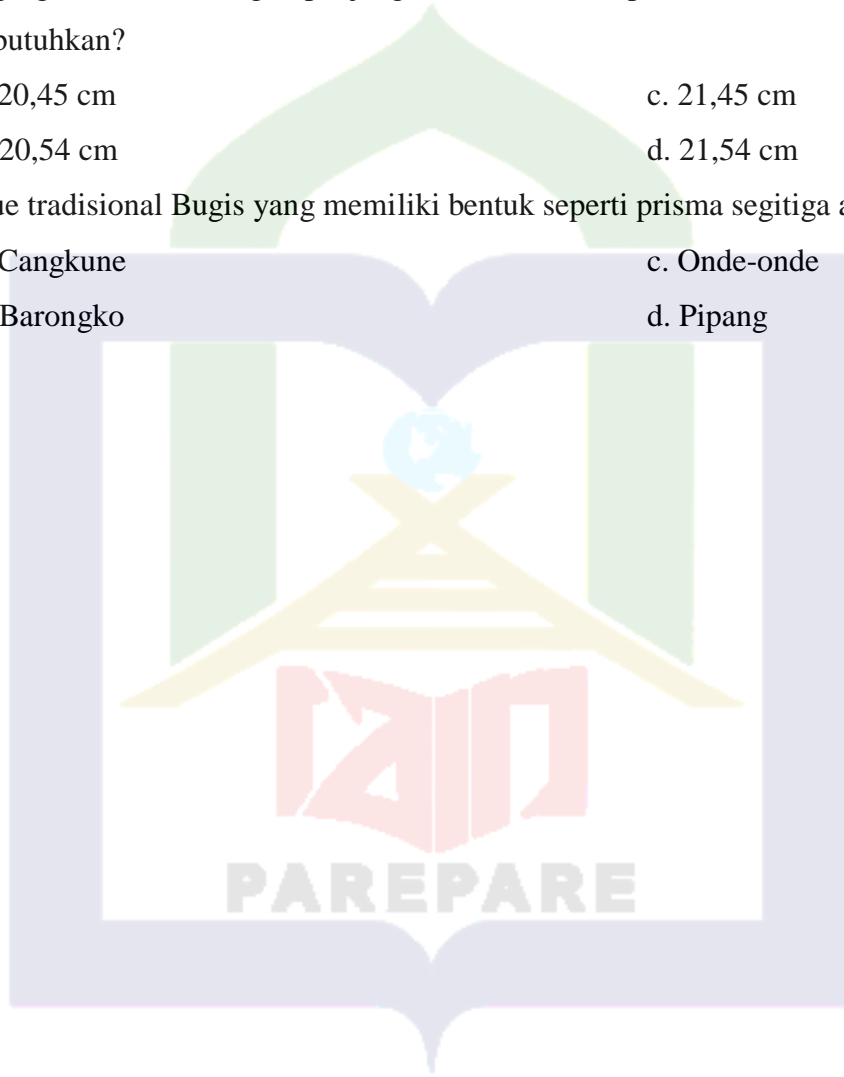 butuhkan?
20,45 cm c. 21,45 cm
20,54 cm d. 21,54 cm
ue tradisional Bugis yang memiliki bentuk seperti prisma segitiga a
Cangkune c. Onde-onde
Barongko d. Pipang
PAREPARE